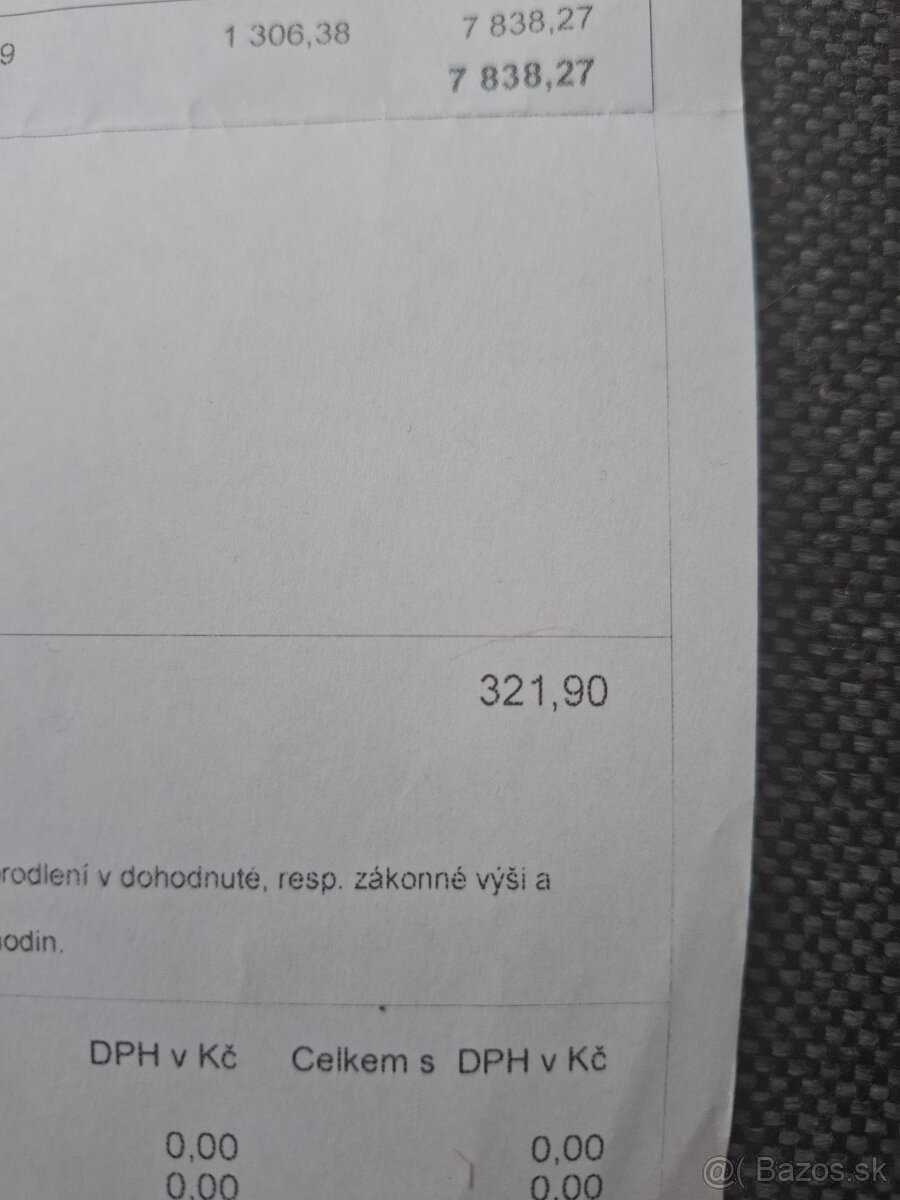 9 1 306,38 7 838,27
7 838,27
321,90
rodlení v dohodnuté, resp. zákonné výši a
odin.
DPH v Kč Celkem s DPH v Kč
0,00 0,00
0,00 0,00
@( Bazos.sk